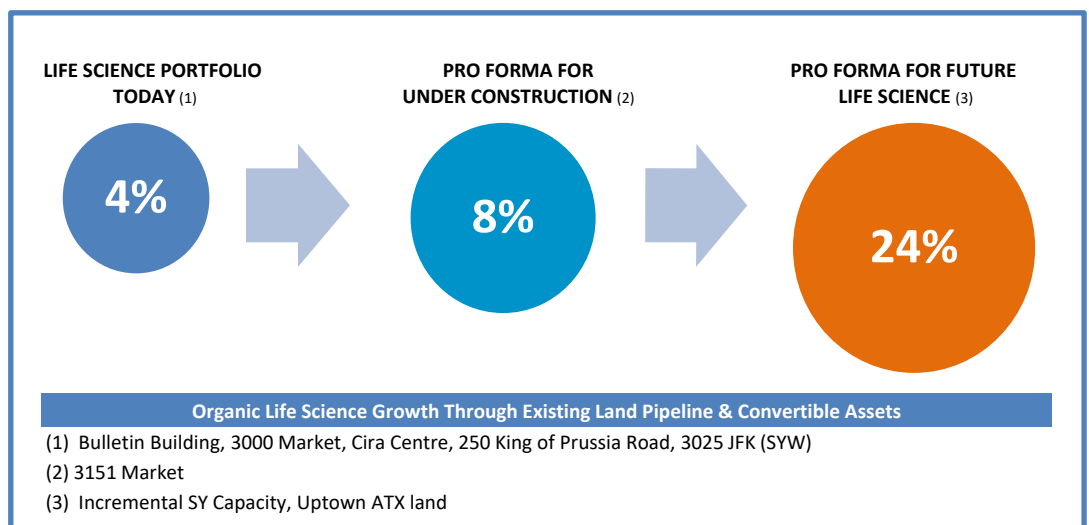 LIFE SCIENCE PORTFOLIO
TODAY (1)
PRO FORMA FOR
UNDER CONSTRUCTION (2)
PRO FORMA FOR FUTURE
LIFE SCIENCE (3)
4%
8%
24%
Organic Life Science Growth Through Existing Land Pipeline & Convertible Assets
(1) Bulletin Building, 3000 Market, Cira Centre, 250 King of Prussia Road, 3025 JFK (SYW)
(2) 3151 Market
(3) Incremental SY Capacity, Uptown ATX land